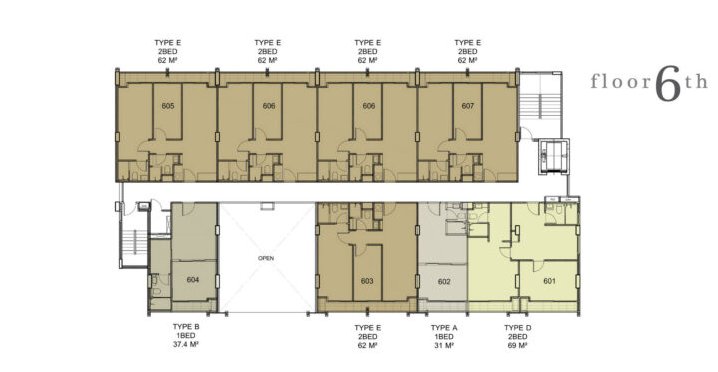 TYPE E
2BED
62 M²
TYPE E
2BED
62 M²
TYPE E
2BED
62 M²
TYPE E
2BED
62 M²
floor 6th
605
606
606
607
604
OPEN
603
602
601
TYPE B
1BED
37.4 M²
TYPE E
2BED
62 M²
TYPE A
1BED
31 M²
TYPE D
2BED
69 M²